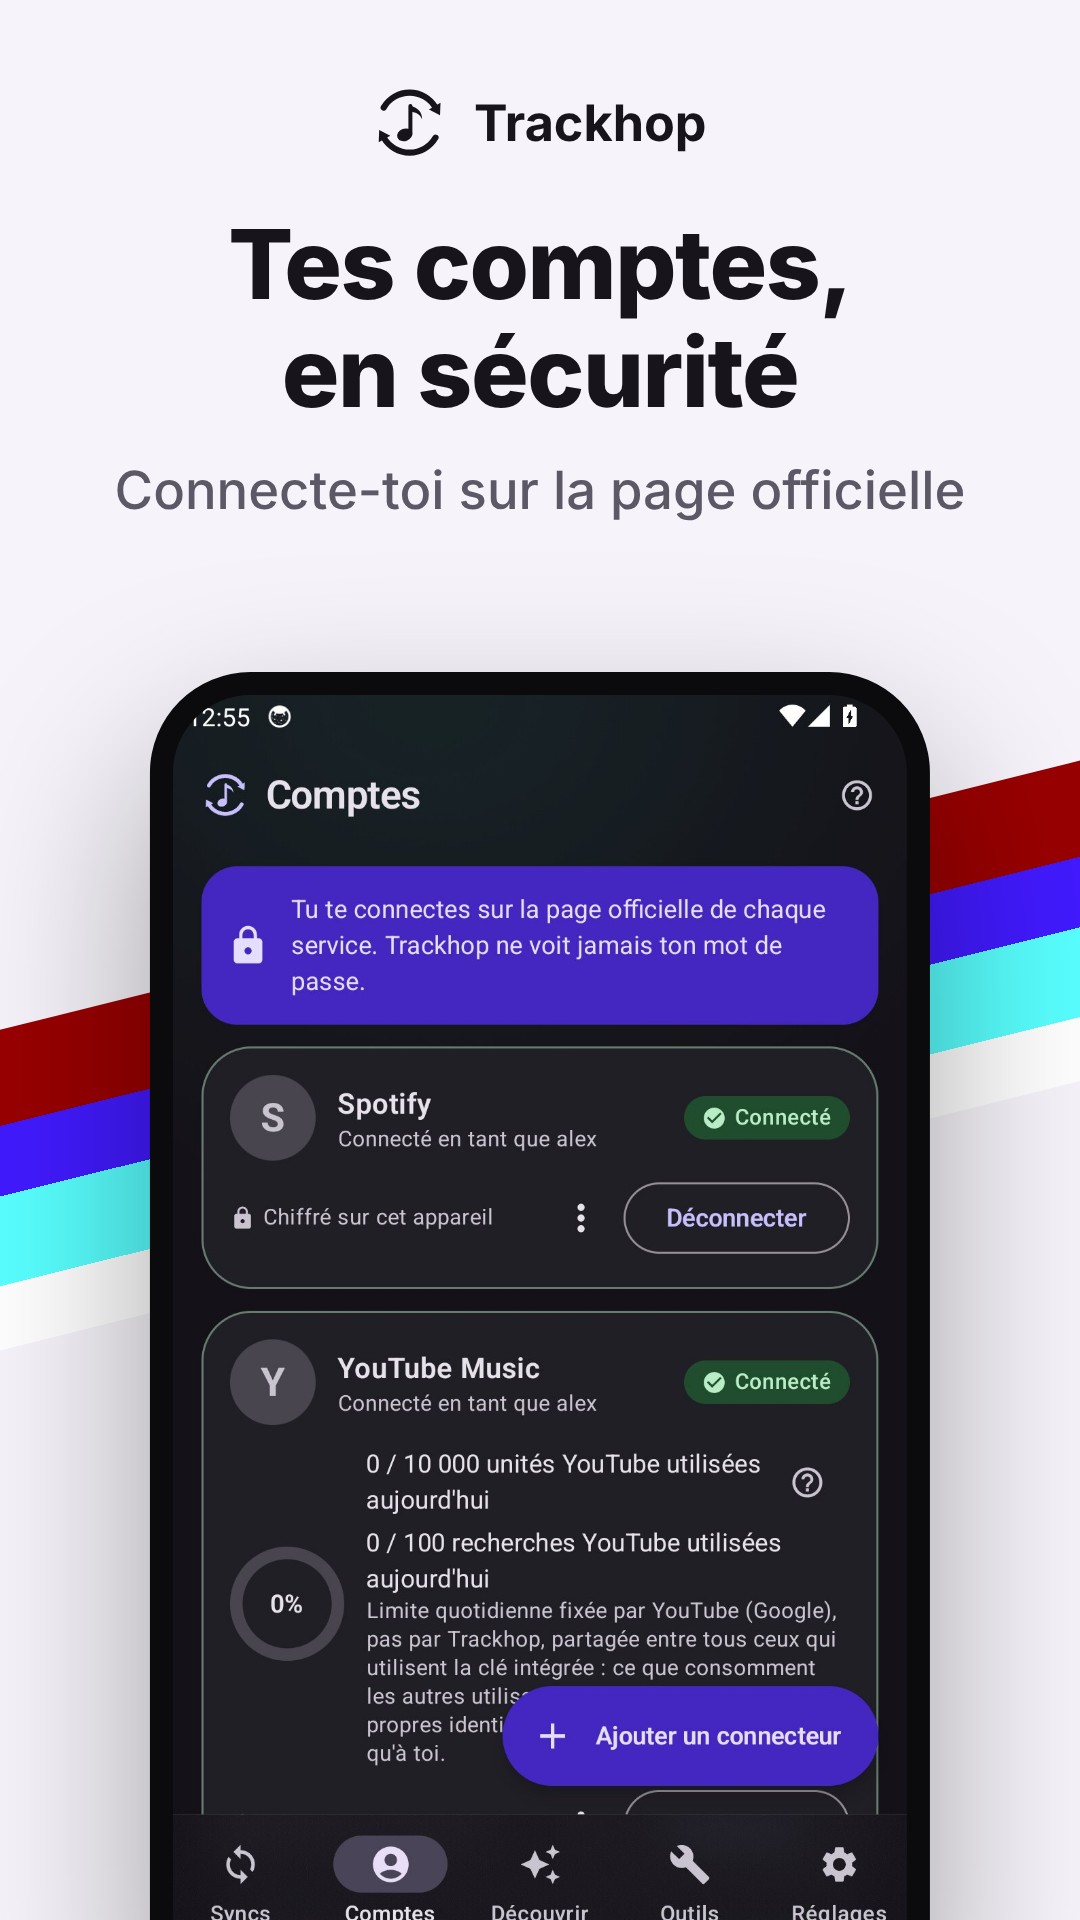 Trackhop
Tes comptes,
en sécurité
Connecte-toi sur la page officielle
12:55
Comptes
Tu te connectes sur la page officielle de chaque
service. Trackhop ne voit jamais ton mot de
passe.
S
Spotify
Connecté en tant que alex
Connecté
Chiffré sur cet appareil
Déconnecter
Y
YouTube Music
Connecté en tant que alex
Connecté
0 / 10 000 unités YouTube utilisées
aujourd'hui
0 / 100 recherches YouTube utilisées
aujourd'hui
0%
Limite quotidienne fixée par YouTube (Google),
pas par Trackhop, partagée entre tous ceux qui
utilisent la clé intégrée : ce que consomment
les autres
propres
qu'à toi.
Ajouter un connecteur
Syncs
Comptes
Découvrir
Outils
Réglages